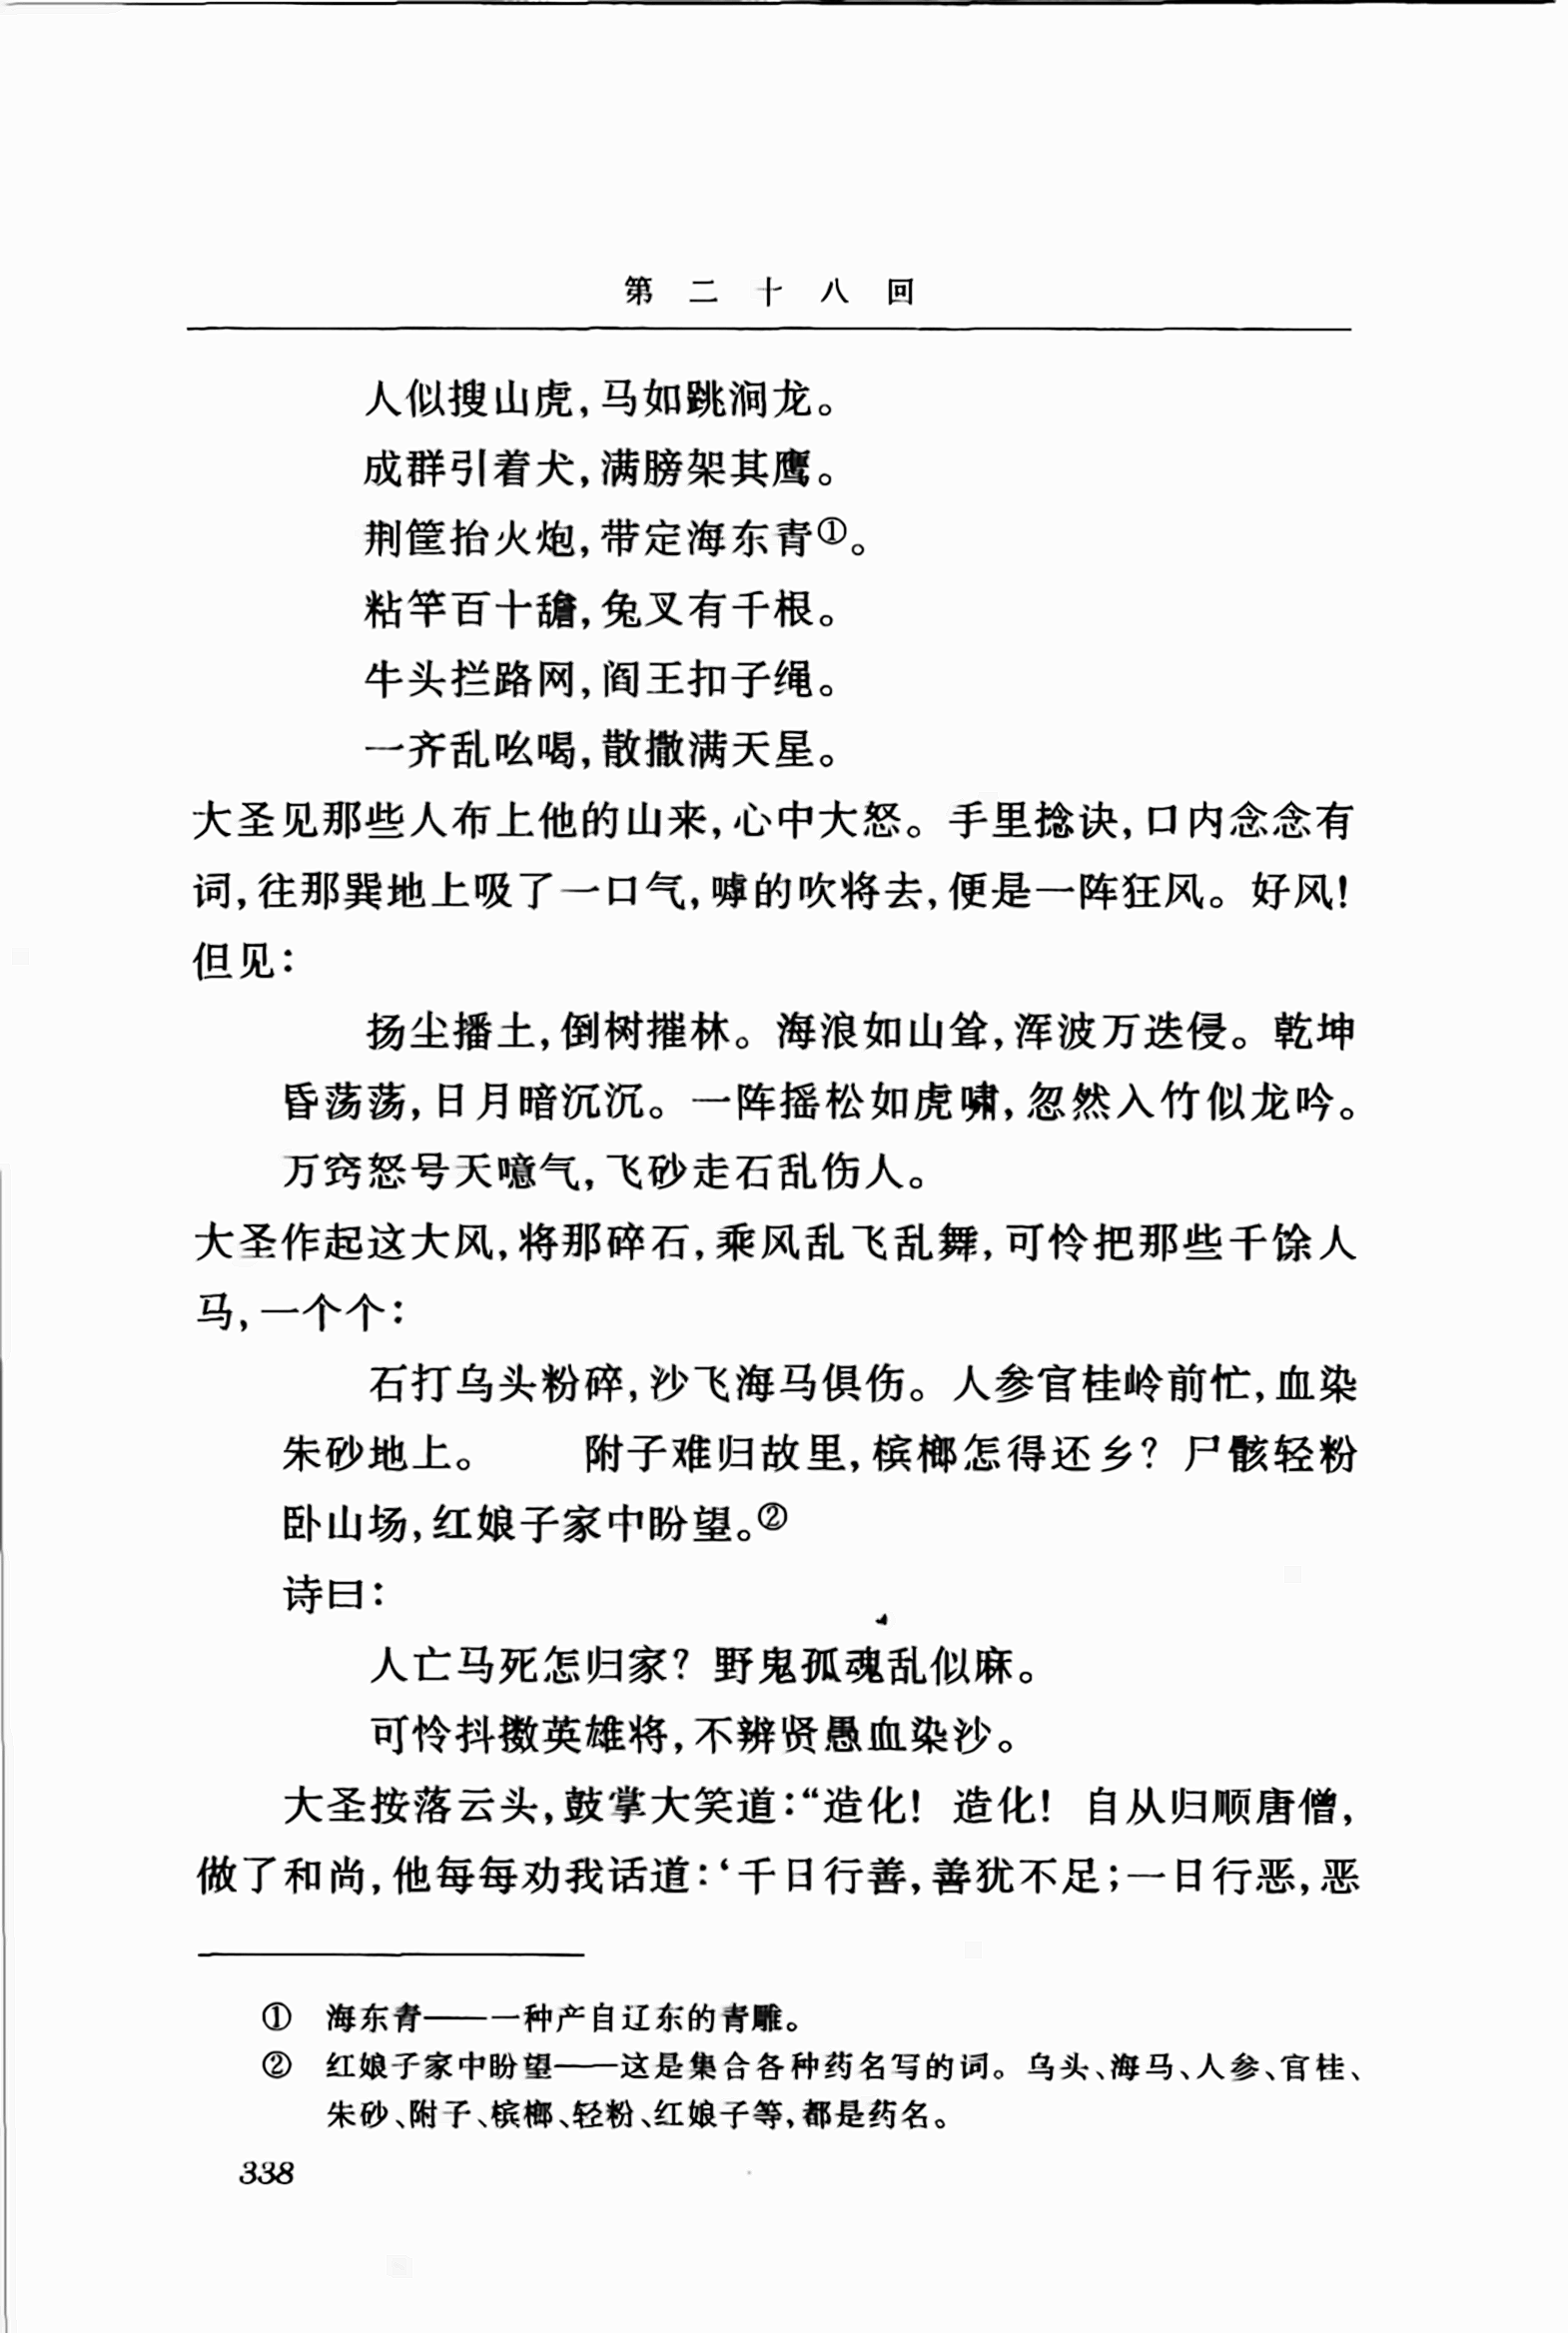 第二十八回
人似搜山虎，马如跳涧龙。
成群引着犬，满膀架其鹰。
荆筐抬火炮，带定海东青①。
粘竿百十，兔叉有千根。
牛头拦路网，阎王扣子绳。
一齐乱吆喝，散撒满天星。
大圣见那些人布上他的山来，心中大怒。手里捻诀，口内念念有
词，往那巽地上吸了一口气，嘑的吹将去，便是一阵狂风。好风！
但见：
扬尘播土，倒树摧林。海浪如山耸，浑波万迭侵。乾坤
昏荡荡，日月暗沉沉。一阵摇松如虎啸，忽然入竹似龙吟。
万窍怒号天噫气，飞砂走石乱伤人。
大圣作起这大风，将那碎石，乘风乱飞乱舞，可怜把那些千馀人
马，一个个：
石打乌头粉碎，沙飞海马俱伤。人参官桂岭前忙，血染
朱砂地上。　　附子难归故里，槟榔怎得还乡？尸骸轻粉
卧山场，红娘子家中盼望。②
诗曰：
人亡马死怎归家？野鬼孤魂乱似麻。
可怜抖擞英雄将，不辨贤愚血染沙。
大圣按落云头，鼓掌大笑道：“造化！造化！自从归顺唐僧，
做了和尚，他每每劝我话道：‘千日行善，善犹不足；一日行恶，恶
①　海东青——一种产自辽东的青雕。
②　红娘子家中盼望——这是集合各种药名写的词。乌头、海马、人参、官桂、
朱砂、附子、槟榔、轻粉、红娘子等，都是药名。
338